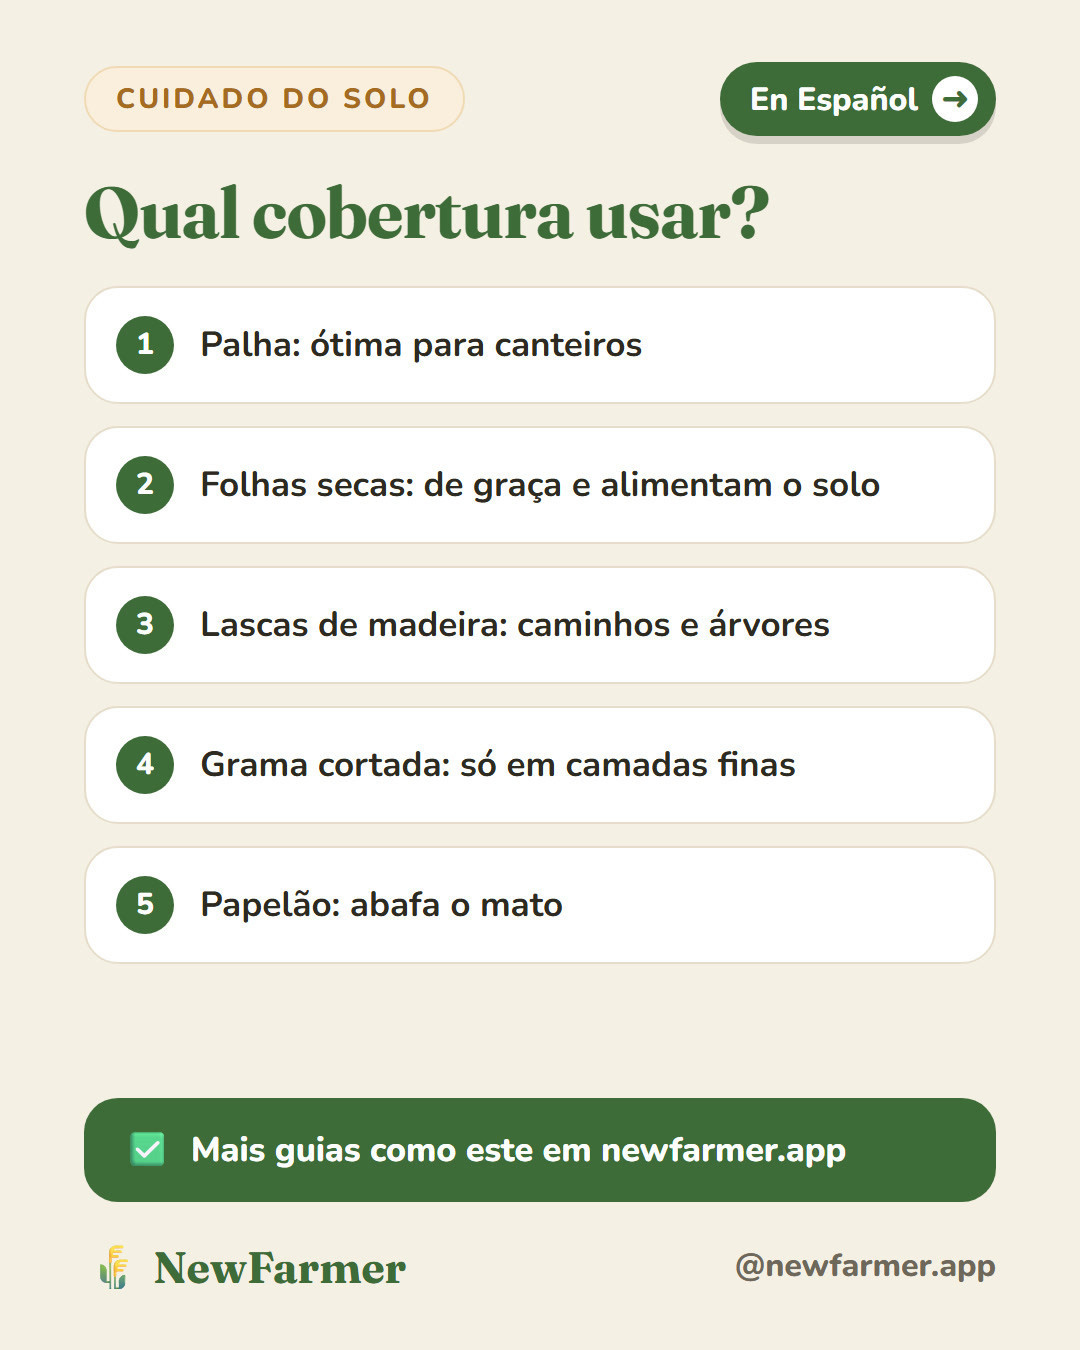 CUIDADO DO SOLO
En Español
Qual cobertura usar?
1 Palha: ótima para canteiros
2 Folhas secas: de graça e alimentam o solo
3 Lascas de madeira: caminhos e árvores
4 Grama cortada: só em camadas finas
5 Papelão: abafa o mato
Mais guias como este em newfarmer.app
NewFarmer
@newfarmer.app